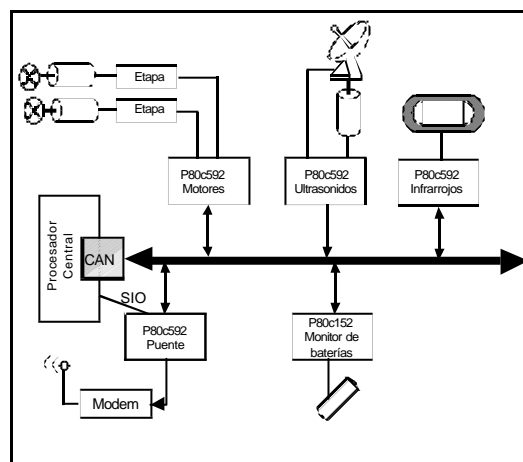 Etapa
Etapa
P80c592
Motores
P80c592
Ultrasonidos
P80c592
Infrarrojos
Procesador
Central
CAN
SIO
P80c592
Puente
P80c152
Monitor de
baterías
Modem